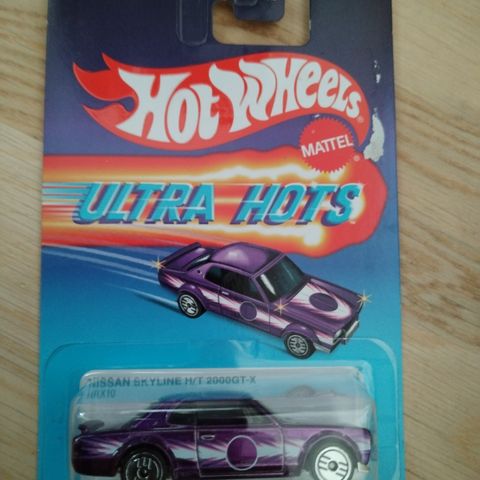 HOT WHEELS
MATTEL
ULTRA HOTS
NISSAN SKYLINE H/T 2000GT-X